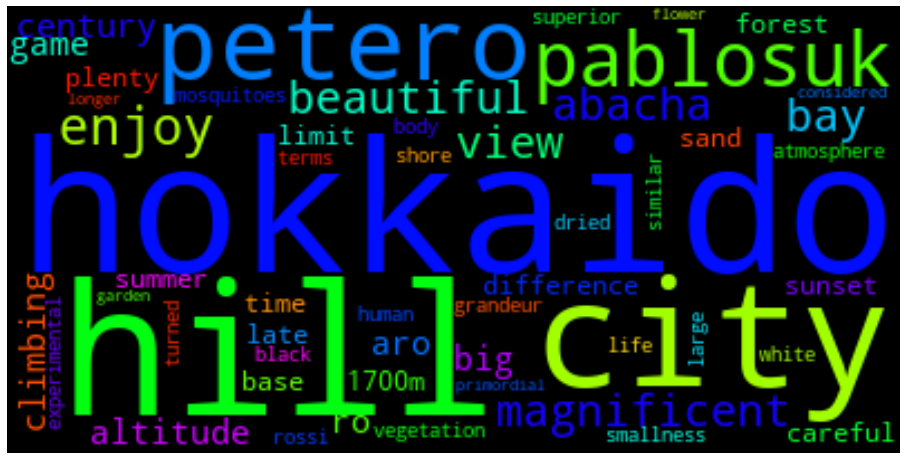 century
petero
superior
flower
game
pablosuk
forest
plenty
longer
mosquitoes
beautiful
abacha
considered
bay
enjoy
limit
body
view
sand
terms
shore
atmosphere
hokkaido
similar
dried
climbing
experimental
summer
garden
hill
turned
time
late
black
base
human
aro
1700m
difference
grandeur
big
primordial
city
life
large
white
sunset
altitude
rossi
ro
vegetation
magnificent
smallness
careful